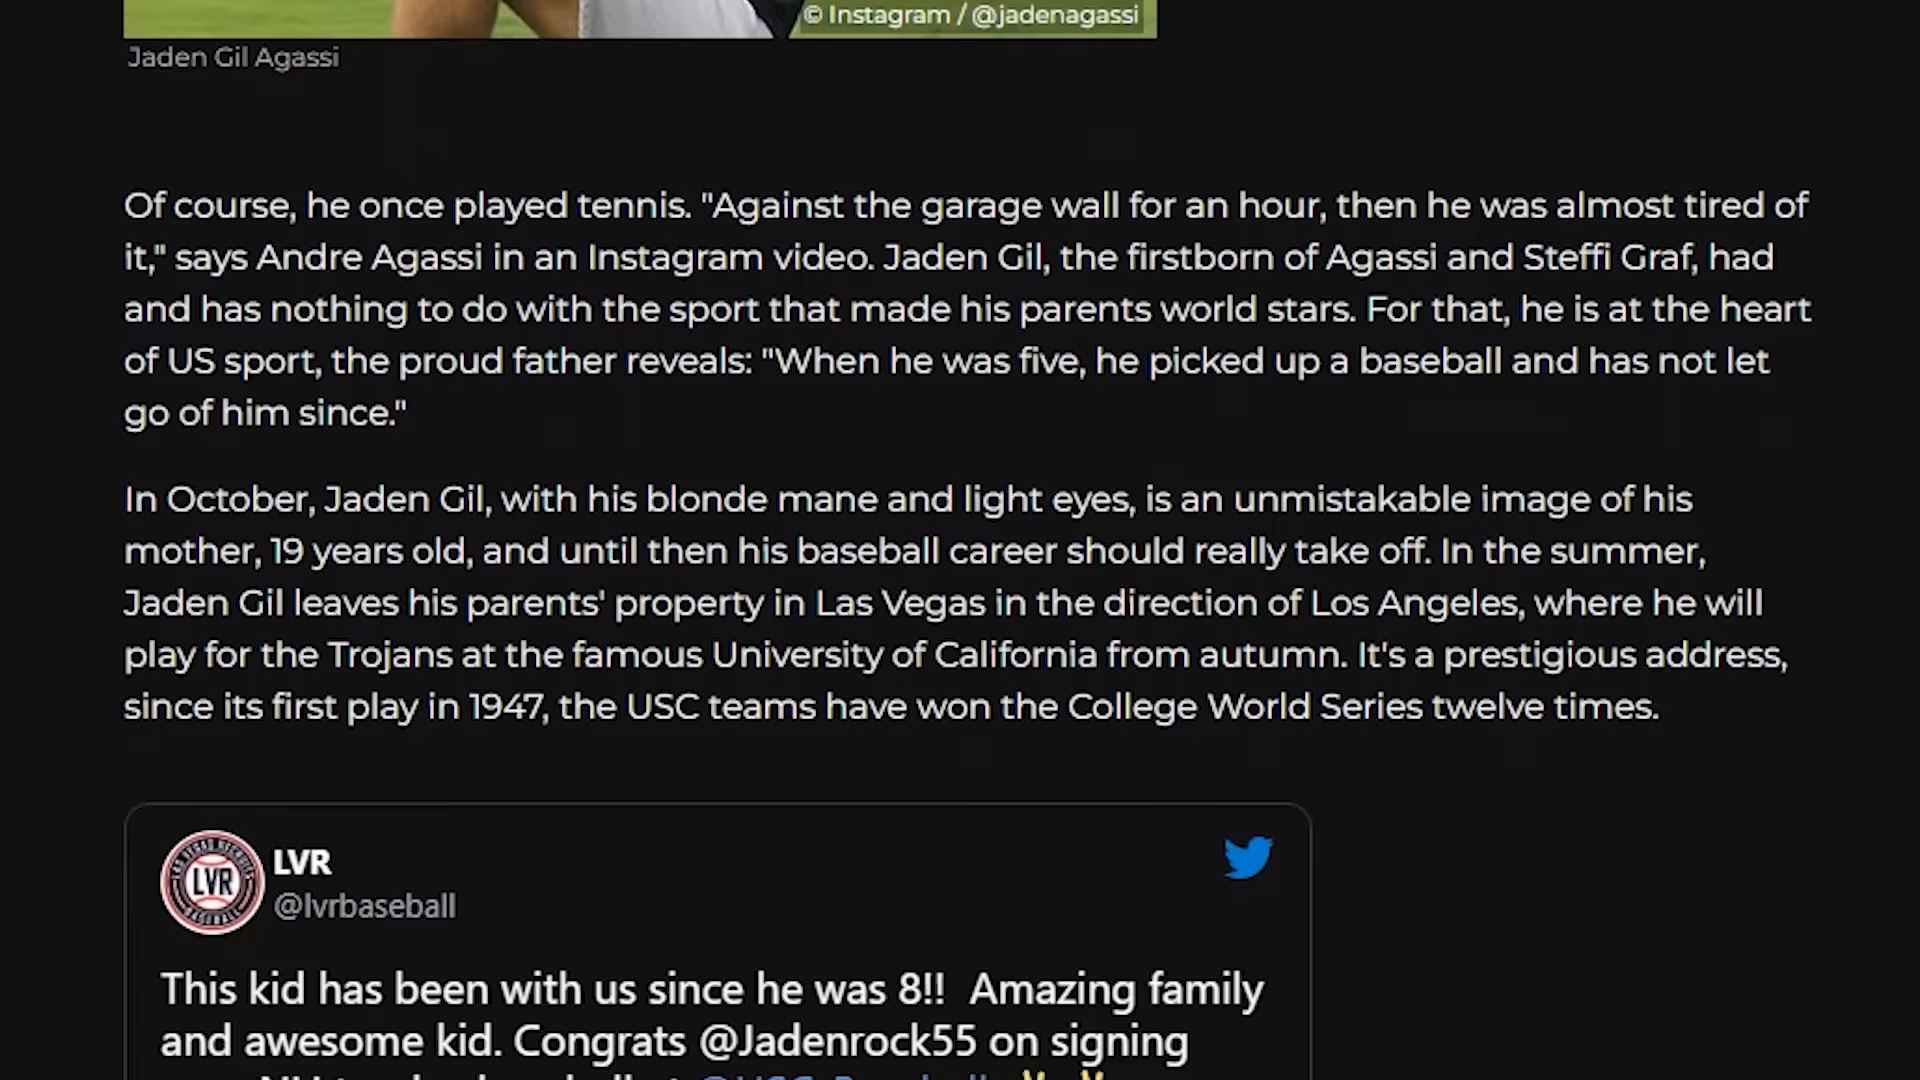 © Instagram / @jadenagassi
Jaden Gil Agassi
Of course, he once played tennis. "Against the garage wall for an hour, then he was almost tired of
it," says Andre Agassi in an Instagram video. Jaden Gil, the firstborn of Agassi and Steffi Graf, had
and has nothing to do with the sport that made his parents world stars. For that, he is at the heart
of US sport, the proud father reveals: "When he was five, he picked up a baseball and has not let
go of him since."
In October, Jaden Gil, with his blonde mane and light eyes, is an unmistakable image of his
mother, 19 years old, and until then his baseball career should really take off. In the summer,
Jaden Gil leaves his parents' property in Las Vegas in the direction of Los Angeles, where he will
play for the Trojans at the famous University of California from autumn. It's a prestigious address,
since its first play in 1947, the USC teams have won the College World Series twelve times.
LAS VEGAS RECRUITS
LVR
BASEBALL
LVR
@lvrbaseball
This kid has been with us since he was 8!! Amazing family
and awesome kid. Congrats @Jadenrock55 on signing